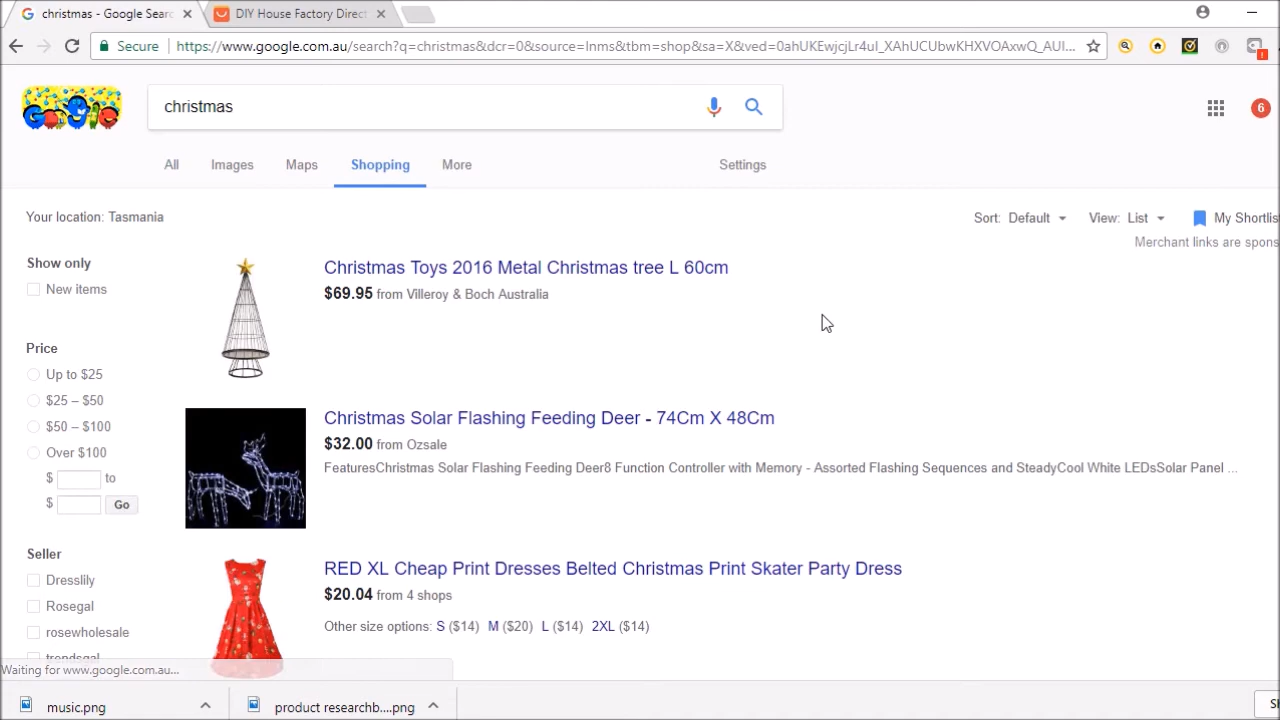 christmas - Google Searc
DIY House Factory Direct
Secure
https://www.google.com.au/search?q=christmas&dcr=0&source=lnms&tbm=shop&sa=X&ved=0ahUKEwjcjLr4uI_XAhUCUbwKHXVOAxwQ_AUI...
Google
christmas
6
All
Images
Maps
Shopping
More
Settings
Your location: Tasmania
Sort: Default
View: List
My Shortlis
Merchant links are spons
Show only
New items
Price
Up to $25
$25 – $50
$50 – $100
Over $100
$ to
$ Go
Seller
Dresslily
Rosegal
rosewholesale
trendsgal
Christmas Toys 2016 Metal Christmas tree L 60cm
$69.95 from Villeroy & Boch Australia
Christmas Solar Flashing Feeding Deer - 74Cm X 48Cm
$32.00 from Ozsale
FeaturesChristmas Solar Flashing Feeding Deer8 Function Controller with Memory - Assorted Flashing Sequences and SteadyCool White LEDsSolar Panel ...
RED XL Cheap Print Dresses Belted Christmas Print Skater Party Dress
$20.04 from 4 shops
Other size options: S ($14) M ($20) L ($14) 2XL ($14)
Waiting for www.google.com.au...
music.png
product researchb....png